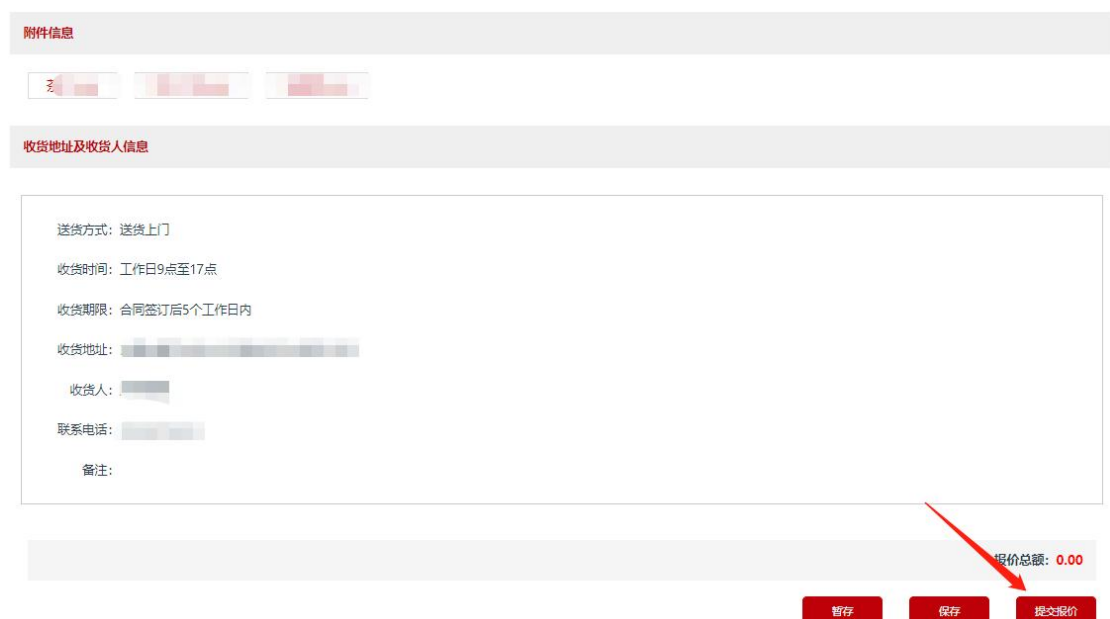 附件信息
收货地址及收货人信息
送货方式：送货上门
收货时间：工作日9点至17点
收货期限：合同签订后5个工作日内
收货地址：
收货人：
联系电话：
备注：
报价总额：0.00
暂存 保存 提交报价